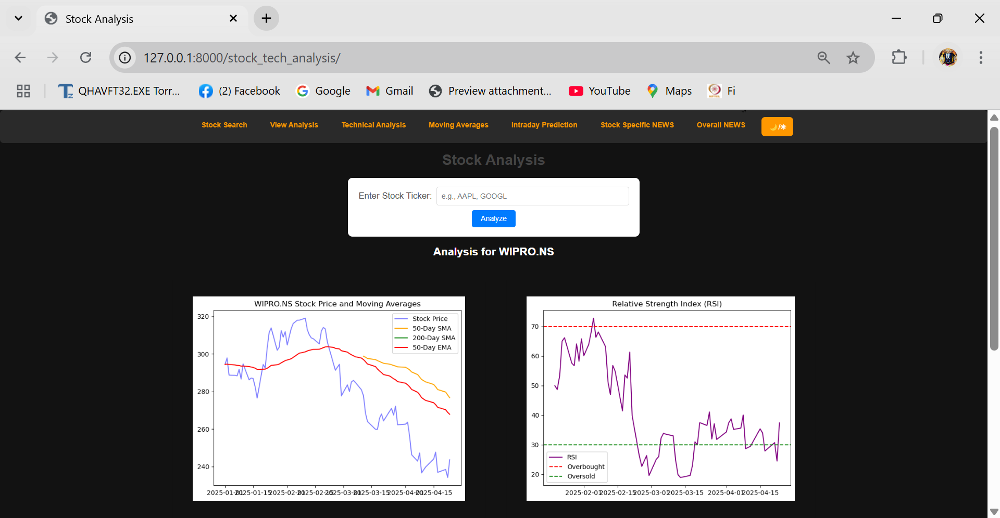 Stock Analysis
127.0.0.1:8000/stock_tech_analysis/
QHAVFT32.EXE Torr... (2) Facebook Google Gmail Preview attachment... YouTube Maps Fi
Stock Search View Analysis Technical Analysis Moving Averages Intraday Prediction Stock Specific NEWS Overall NEWS
Stock Analysis
Enter Stock Ticker: e.g., AAPL, GOOGL
Analyze
Analysis for WIPRO.NS
WIPRO.NS Stock Price and Moving Averages
Stock Price
50-Day SMA
200-Day SMA
50-Day EMA
320
300
280
260
240
2025-01-01 2025-01-15 2025-02-01 2025-02-15 2025-03-01 2025-03-15 2025-04-01 2025-04-15
Relative Strength Index (RSI)
70
60
50
40
30
20
RSI
Overbought
Oversold
2025-02-01 2025-02-15 2025-03-01 2025-03-15 2025-04-01 2025-04-15